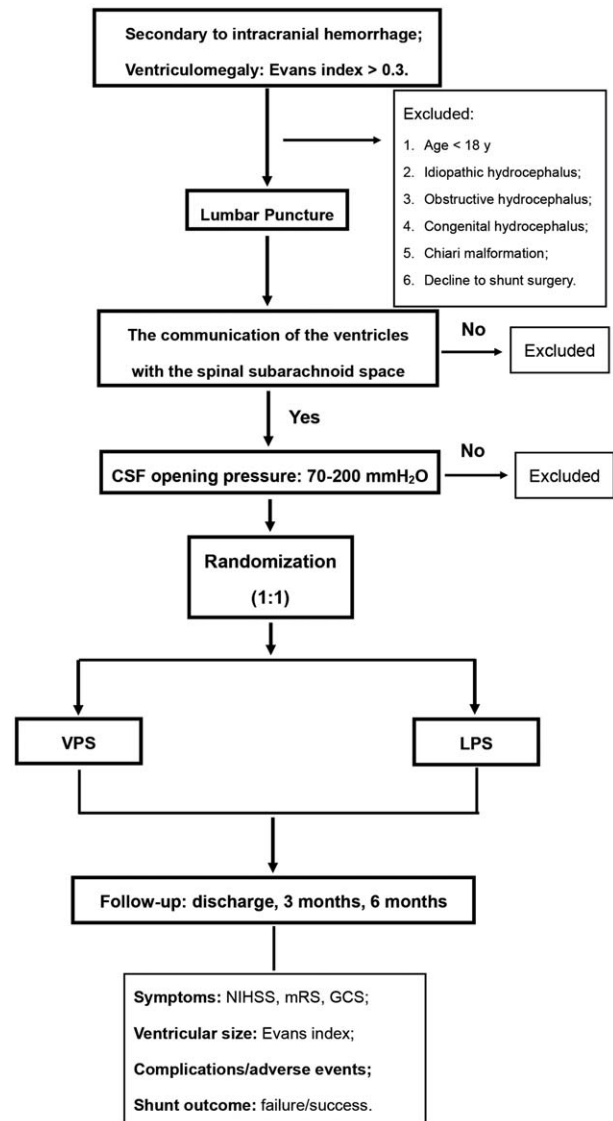 Secondary to intracranial hemorrhage;
Ventriculomegaly: Evans index > 0.3.
Excluded:
1. Age < 18 y
2. Idiopathic hydrocephalus;
3. Obstructive hydrocephalus;
4. Congenital hydrocephalus;
5. Chiari malformation;
6. Decline to shunt surgery.
Lumbar Puncture
The communication of the ventricles
with the spinal subarachnoid space
No
Excluded
Yes
CSF opening pressure: 70-200 mmH₂O
No
Excluded
Randomization
(1:1)
VPS
LPS
Follow-up: discharge, 3 months, 6 months
Symptoms: NIHSS, mRS, GCS;
Ventricular size: Evans index;
Complications/adverse events;
Shunt outcome: failure/success.